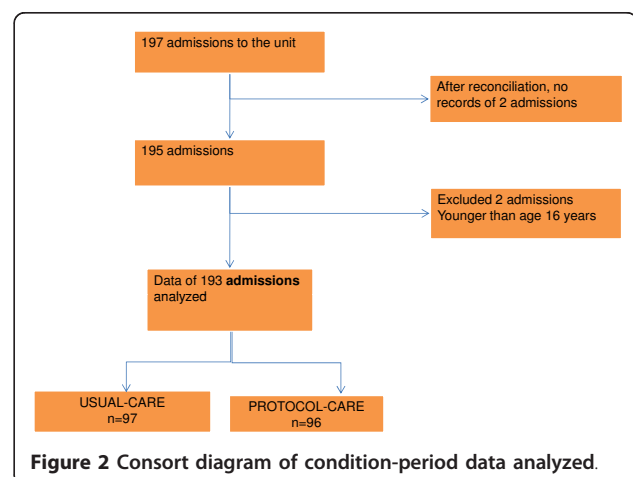 197 admissions to the unit
After reconciliation, no
records of 2 admissions
195 admissions
Excluded 2 admissions
Younger than age 16 years
Data of 193 admissions
analyzed
USUAL-CARE
n=97
PROTOCOL-CARE
n=96
Figure 2 Consort diagram of condition-period data analyzed.